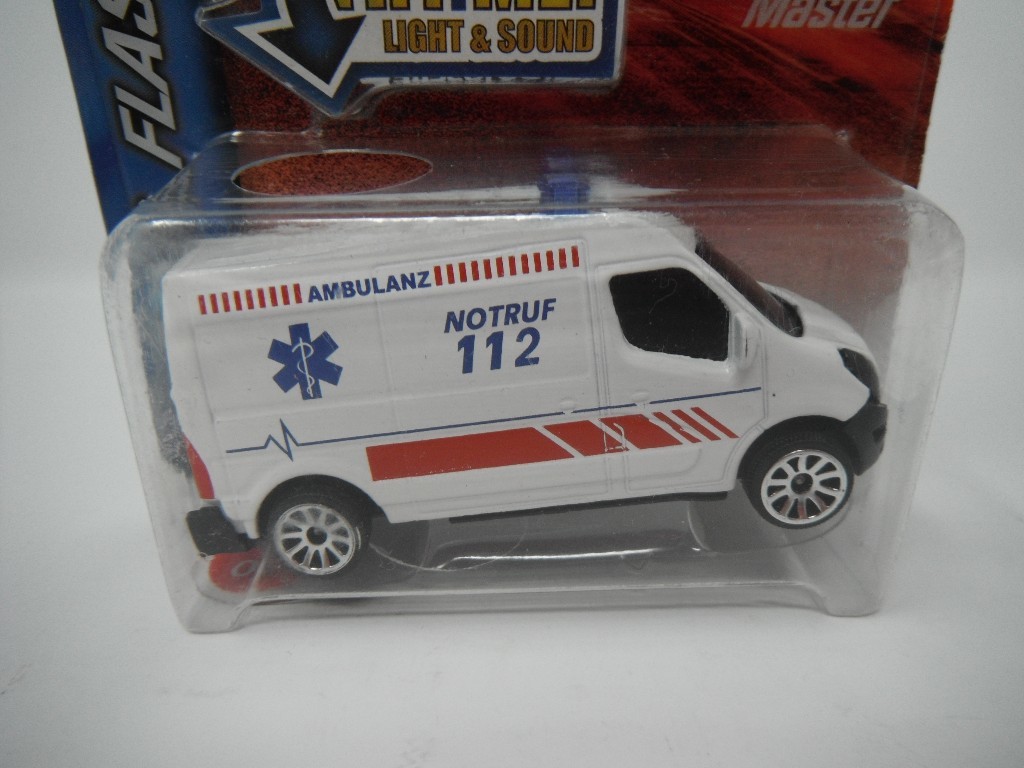 FLAS
LIGHT & SOUND
Master
AMBULANZ
NOTRUF
112